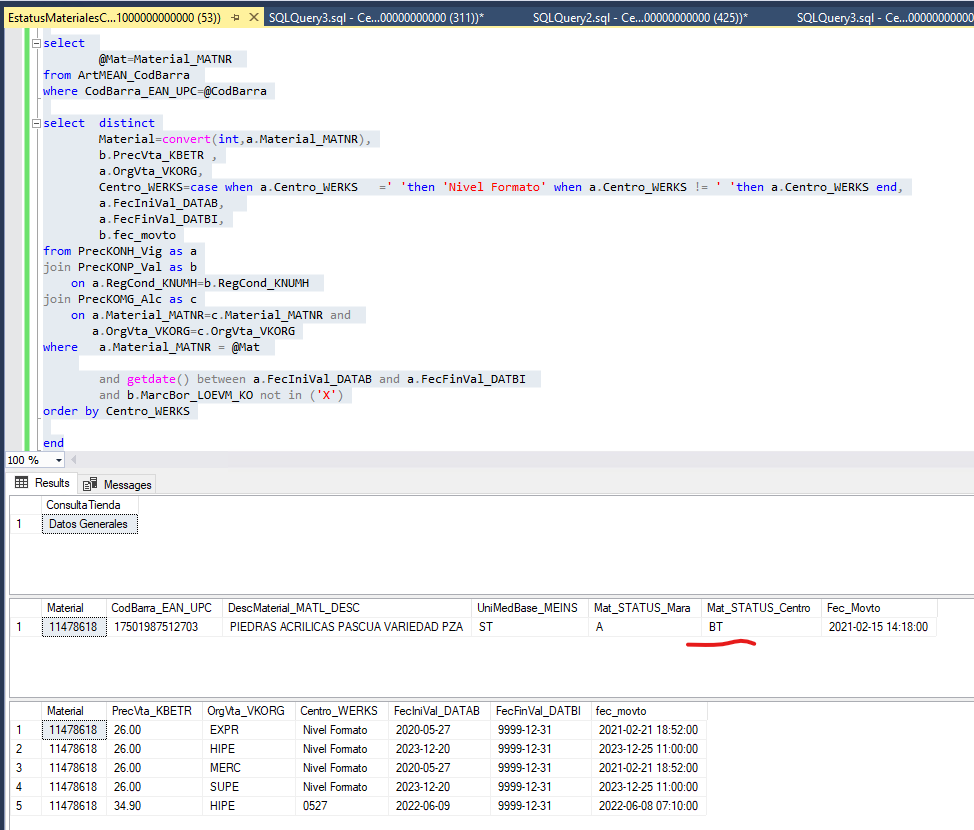 EstatusMaterialesC...1000000000000 (53)) SQLQuery3.sql - Ce...00000000000 (311))* SQLQuery2.sql - Ce...00000000000 (425))* SQLQuery3.sql - Ce...000000000
select
@Mat=Material_MATNR
from ArtMEAN_CodBarra
where CodBarra_EAN_UPC=@CodBarra
select distinct
Material=convert(int,a.Material_MATNR),
b.PrecVta_KBETR ,
a.OrgVta_VKORG,
Centro_WERKS=case when a.Centro_WERKS =' 'then 'Nivel Formato' when a.Centro_WERKS != ' 'then a.Centro_WERKS end,
a.FecIniVal_DATAB,
a.FecFinVal_DATBI,
b.fec_movto
from PrecKONH_Vig as a
join PrecKONP_Val as b
on a.RegCond_KNUMH=b.RegCond_KNUMH
join PrecKOMG_Alc as c
on a.Material_MATNR=c.Material_MATNR and
a.OrgVta_VKORG=c.OrgVta_VKORG
where a.Material_MATNR = @Mat
and getdate() between a.FecIniVal_DATAB and a.FecFinVal_DATBI
and b.MarcBor_LOEVM_KO not in ('X')
order by Centro_WERKS
end
100 %
Results Messages
ConsultaTienda
1 Datos Generales
Material CodBarra_EAN_UPC DescMaterial_MATL_DESC UniMedBase_MEINS Mat_STATUS_Mara Mat_STATUS_Centro Fec_Movto
1 11478618 17501987512703 PIEDRAS ACRILICAS PASCUA VARIEDAD PZA ST A BT 2021-02-15 14:18:00
Material PrecVta_KBETR OrgVta_VKORG Centro_WERKS FecIniVal_DATAB FecFinVal_DATBI fec_movto
1 11478618 26.00 EXPR Nivel Formato 2020-05-27 9999-12-31 2021-02-21 18:52:00
2 11478618 26.00 HIPE Nivel Formato 2023-12-20 9999-12-31 2023-12-25 11:00:00
3 11478618 26.00 MERC Nivel Formato 2020-05-27 9999-12-31 2021-02-21 18:52:00
4 11478618 26.00 SUPE Nivel Formato 2023-12-20 9999-12-31 2023-12-25 11:00:00
5 11478618 34.90 HIPE 0527 2022-06-09 9999-12-31 2022-06-08 07:10:00